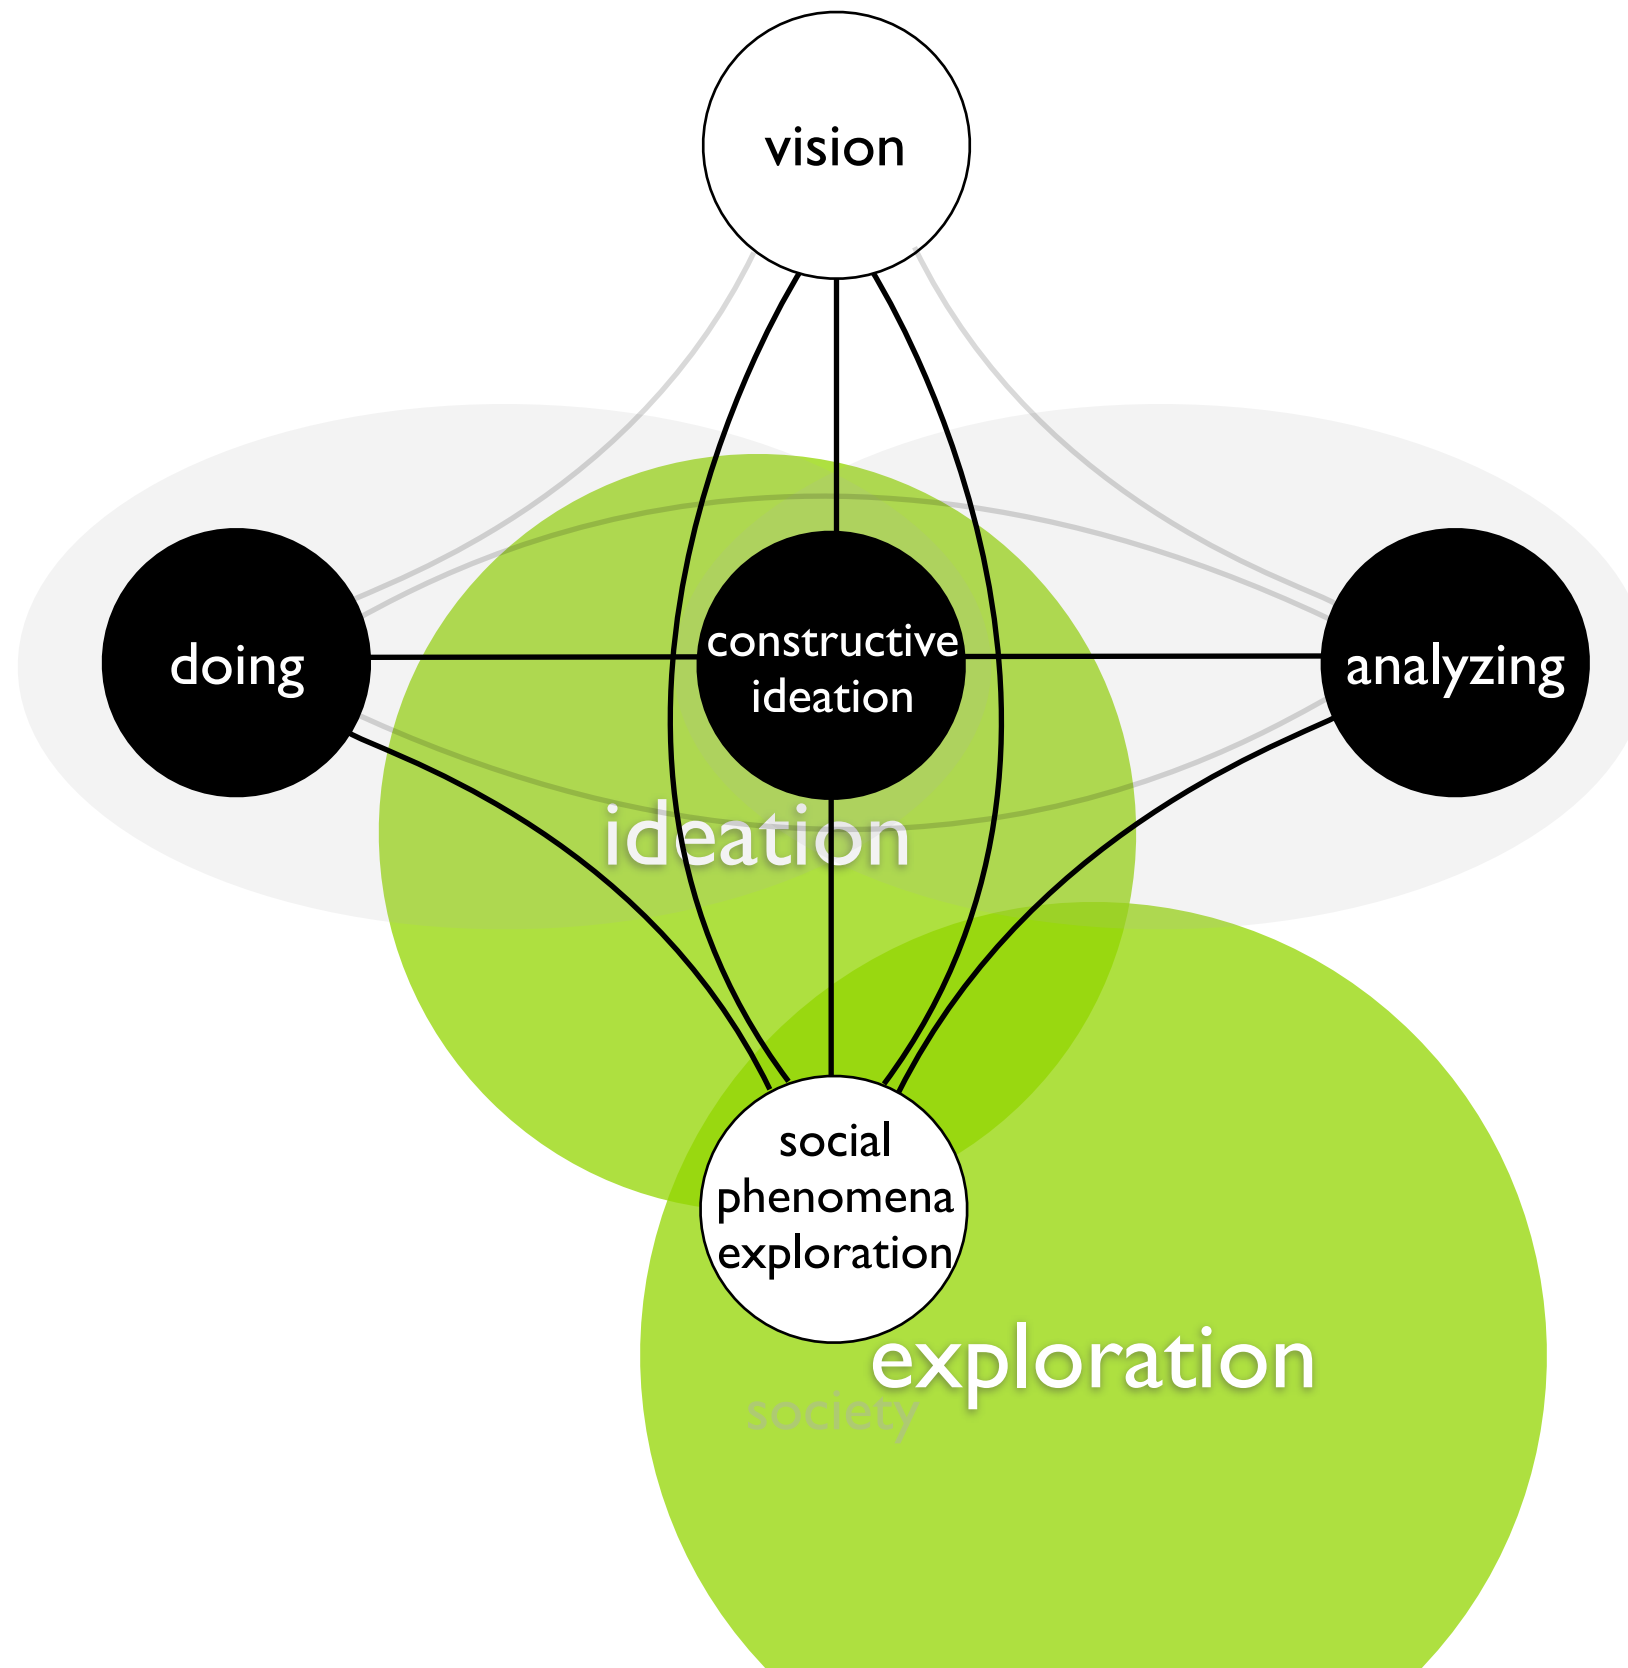 vision
doing
constructive
ideation
analyzing
ideation
social
phenomena
exploration
exploration
society